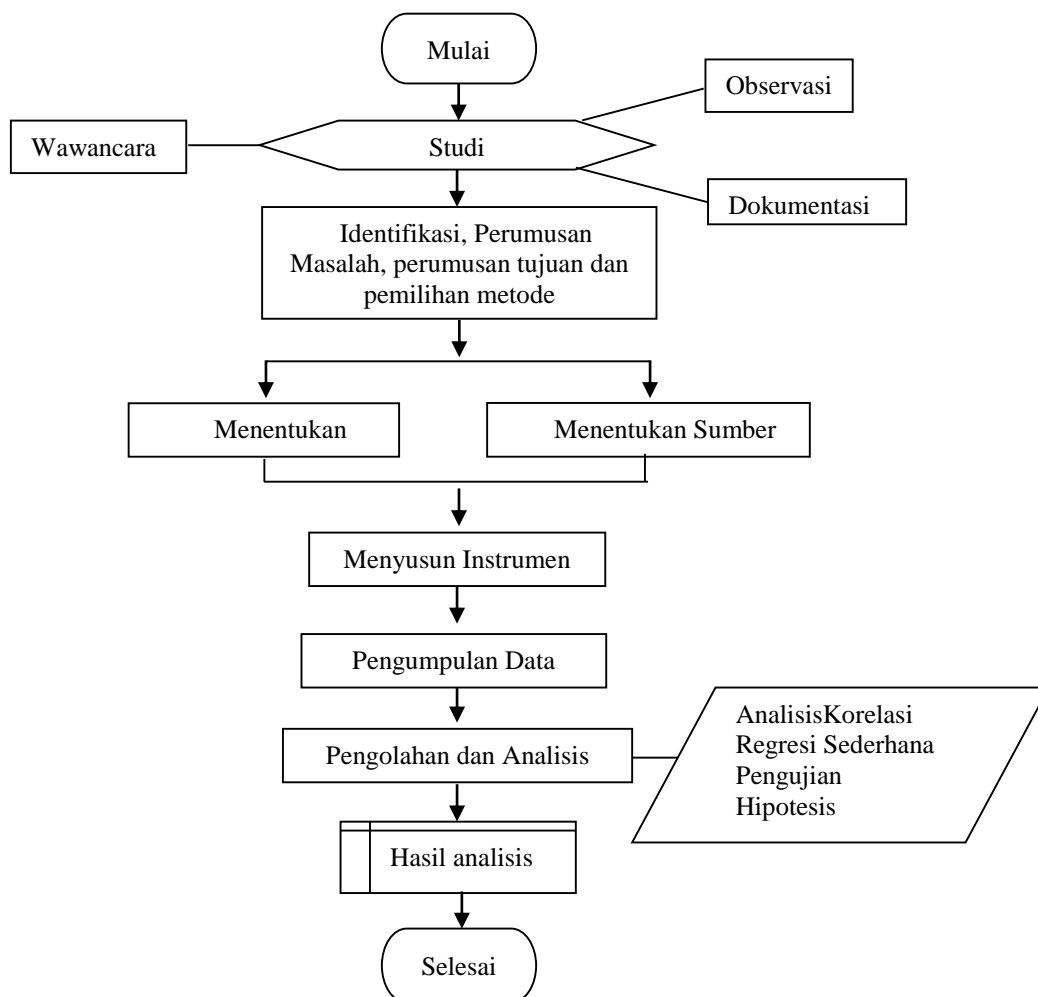 Mulai
Observasi
Wawancara
Studi
Dokumentasi
Identifikasi, Perumusan
Masalah, perumusan tujuan dan
pemilihan metode
Menentukan
Menentukan Sumber
Menyusun Instrumen
Pengumpulan Data
Pengolahan dan Analisis
AnalisisKorelasi
Regresi Sederhana
Pengujian
Hipotesis
Hasil analisis
Selesai